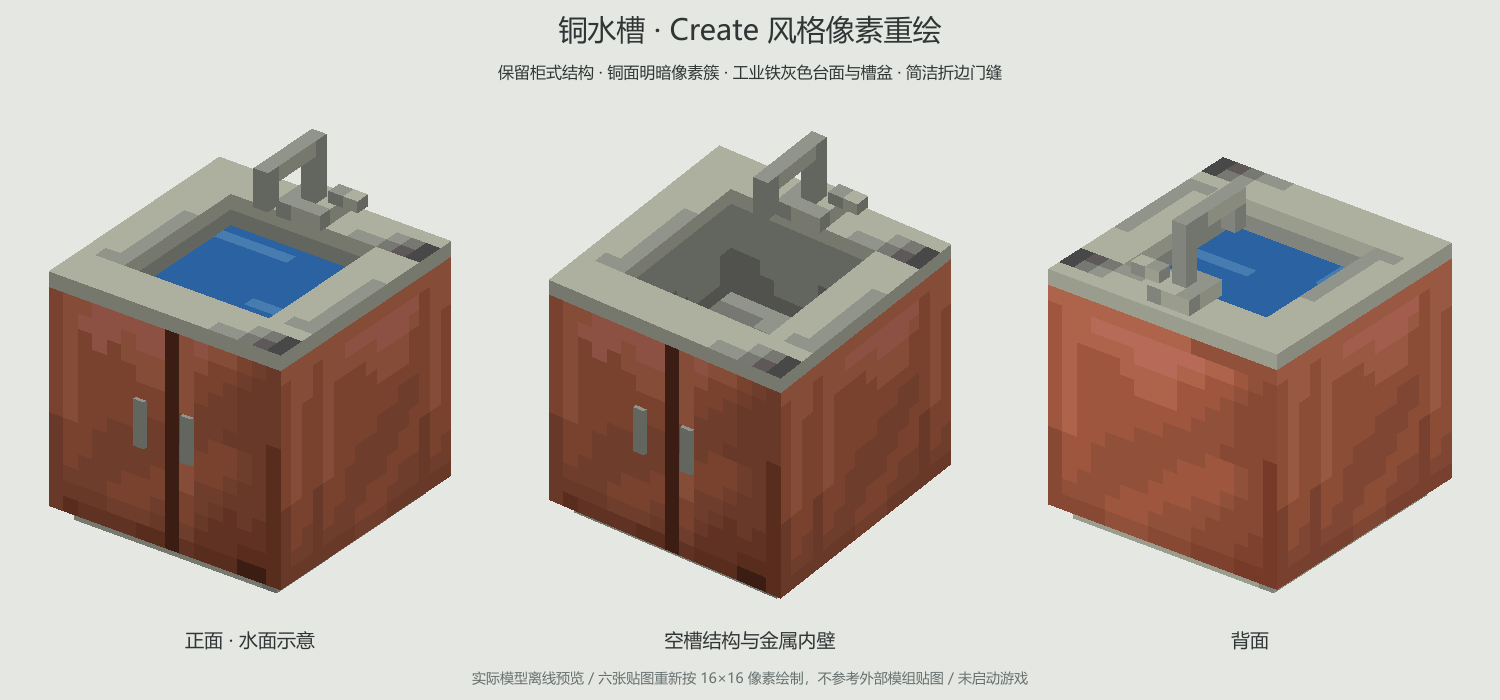 铜水槽 · Create 风格像素重绘
保留柜式结构 · 铜面明暗像素簇 · 工业铁灰色台面与槽盆 · 简洁折边门缝
正面 · 水面示意
空槽结构与金属内壁
背面
实际模型离线预览 / 六张贴图重新按 16×16 像素绘制，不参考外部模组贴图 / 未启动游戏